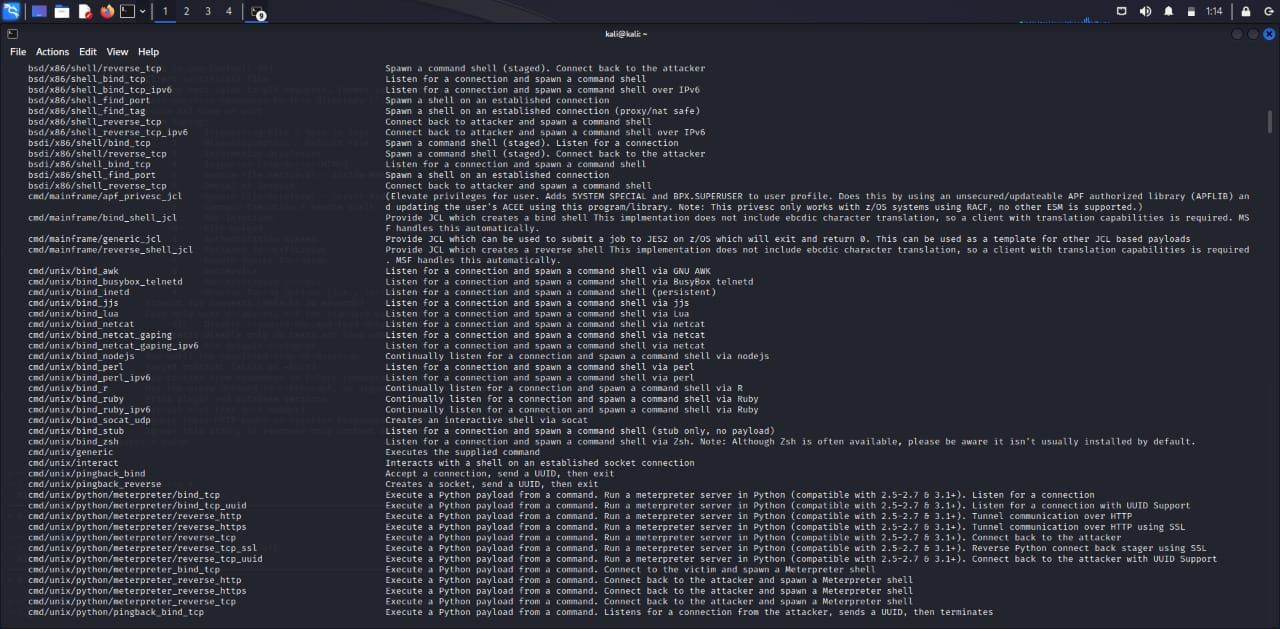 1 2 3 4 9 1:14
kali@kali: ~
File Actions Edit View Help
bsd/x86/shell/reverse_tcp Spawn a command shell (staged). Connect back to the attacker
bsd/x86/shell_bind_tcp Listen for a connection and spawn a command shell
bsd/x86/shell_bind_tcp_ipv6 Listen for a connection and spawn a command shell over IPv6
bsd/x86/shell_find_port Spawn a shell on an established connection
bsd/x86/shell_find_tag Spawn a shell on an established connection (proxy/nat safe)
bsd/x86/shell_reverse_tcp Connect back to attacker and spawn a command shell
bsd/x86/shell_reverse_tcp_ipv6 Connect back to attacker and spawn a command shell over IPv6
bsdi/x86/shell/bind_tcp Spawn a command shell (staged). Listen for a connection
bsdi/x86/shell/reverse_tcp Spawn a command shell (staged). Connect back to the attacker
bsdi/x86/shell_bind_tcp Listen for a connection and spawn a command shell
bsdi/x86/shell_find_port Spawn a shell on an established connection
bsdi/x86/shell_reverse_tcp Connect back to attacker and spawn a command shell
cmd/mainframe/apf_privesc_jcl (Elevate privileges for user. Adds SYSTEM SPECIAL and BPX.SUPERUSER to user profile. Does this by using an unsecured/updateable APF authorized library (APFLIB) an
d updating the user's ACEE using this program/library. Note: This privesc only works with z/OS systems using RACF, no other ESM is supported.)
cmd/mainframe/bind_shell_jcl Provide JCL which creates a bind shell This implmentation does not include ebcdic character translation, so a client with translation capabilities is required. MS
F handles this automatically.
cmd/mainframe/generic_jcl Provide JCL which can be used to submit a job to JES2 on z/OS which will exit and return 0. This can be used as a template for other JCL based payloads
cmd/mainframe/reverse_shell_jcl Provide JCL which creates a reverse shell This implementation does not include ebcdic character translation, so a client with translation capabilities is required
. MSF handles this automatically.
cmd/unix/bind_awk Listen for a connection and spawn a command shell via GNU AWK
cmd/unix/bind_busybox_telnetd Listen for a connection and spawn a command shell via BusyBox telnetd
cmd/unix/bind_inetd Listen for a connection and spawn a command shell (persistent)
cmd/unix/bind_jjs Listen for a connection and spawn a command shell via jjs
cmd/unix/bind_lua Listen for a connection and spawn a command shell via Lua
cmd/unix/bind_netcat Listen for a connection and spawn a command shell via netcat
cmd/unix/bind_netcat_gaping Listen for a connection and spawn a command shell via netcat
cmd/unix/bind_netcat_gaping_ipv6 Listen for a connection and spawn a command shell via netcat
cmd/unix/bind_nodejs Continually listen for a connection and spawn a command shell via nodejs
cmd/unix/bind_perl Listen for a connection and spawn a command shell via perl
cmd/unix/bind_perl_ipv6 Listen for a connection and spawn a command shell via perl
cmd/unix/bind_r Continually listen for a connection and spawn a command shell via R
cmd/unix/bind_ruby Continually listen for a connection and spawn a command shell via Ruby
cmd/unix/bind_ruby_ipv6 Continually listen for a connection and spawn a command shell via Ruby
cmd/unix/bind_socat_udp Creates an interactive shell via socat
cmd/unix/bind_stub Listen for a connection and spawn a command shell (stub only, no payload)
cmd/unix/bind_zsh Listen for a connection and spawn a command shell via Zsh. Note: Although Zsh is often available, please be aware it isn't usually installed by default.
cmd/unix/generic Executes the supplied command
cmd/unix/interact Interacts with a shell on an established socket connection
cmd/unix/pingback_bind Accept a connection, send a UUID, then exit
cmd/unix/pingback_reverse Creates a socket, send a UUID, then exit
cmd/unix/python/meterpreter/bind_tcp Execute a Python payload from a command. Run a meterpreter server in Python (compatible with 2.5-2.7 & 3.1+). Listen for a connection
cmd/unix/python/meterpreter/bind_tcp_uuid Execute a Python payload from a command. Run a meterpreter server in Python (compatible with 2.5-2.7 & 3.1+). Listen for a connection with UUID Support
cmd/unix/python/meterpreter/reverse_http Execute a Python payload from a command. Run a meterpreter server in Python (compatible with 2.5-2.7 & 3.1+). Tunnel communication over HTTP
cmd/unix/python/meterpreter/reverse_https Execute a Python payload from a command. Run a meterpreter server in Python (compatible with 2.5-2.7 & 3.1+). Tunnel communication over HTTP using SSL
cmd/unix/python/meterpreter/reverse_tcp Execute a Python payload from a command. Run a meterpreter server in Python (compatible with 2.5-2.7 & 3.1+). Connect back to the attacker
cmd/unix/python/meterpreter/reverse_tcp_ssl Execute a Python payload from a command. Run a meterpreter server in Python (compatible with 2.5-2.7 & 3.1+). Reverse Python connect back stager using SSL
cmd/unix/python/meterpreter/reverse_tcp_uuid Execute a Python payload from a command. Run a meterpreter server in Python (compatible with 2.5-2.7 & 3.1+). Connect back to the attacker with UUID Support
cmd/unix/python/meterpreter_bind_tcp Execute a Python payload from a command. Connect to the victim and spawn a Meterpreter shell
cmd/unix/python/meterpreter_reverse_http Execute a Python payload from a command. Connect back to the attacker and spawn a Meterpreter shell
cmd/unix/python/meterpreter_reverse_https Execute a Python payload from a command. Connect back to the attacker and spawn a Meterpreter shell
cmd/unix/python/meterpreter_reverse_tcp Execute a Python payload from a command. Connect back to the attacker and spawn a Meterpreter shell
cmd/unix/python/pingback_bind_tcp Execute a Python payload from a command. Listens for a connection from the attacker, sends a UUID, then terminates